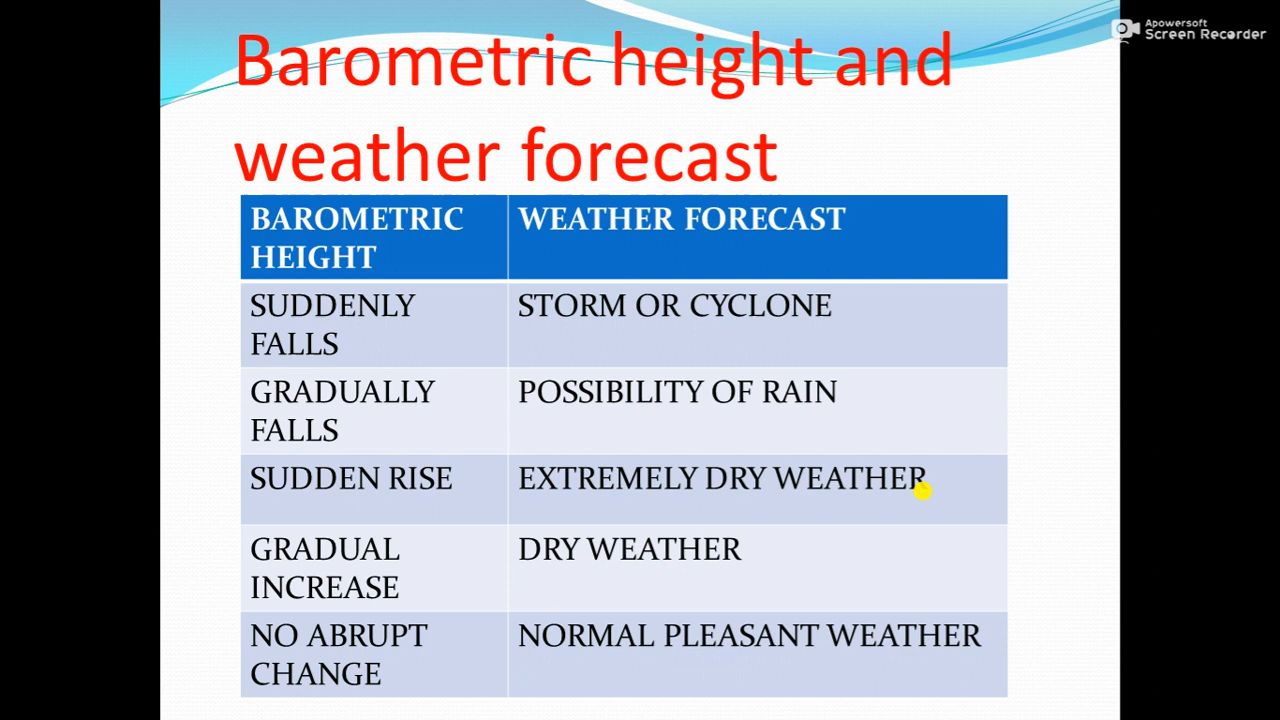 Apowersoft
Screen Recorder
Barometric height and
weather forecast
BAROMETRIC
HEIGHT
WEATHER FORECAST
SUDDENLY
FALLS
STORM OR CYCLONE
GRADUALLY
FALLS
POSSIBILITY OF RAIN
SUDDEN RISE
EXTREMELY DRY WEATHER
GRADUAL
INCREASE
DRY WEATHER
NO ABRUPT
CHANGE
NORMAL PLEASANT WEATHER